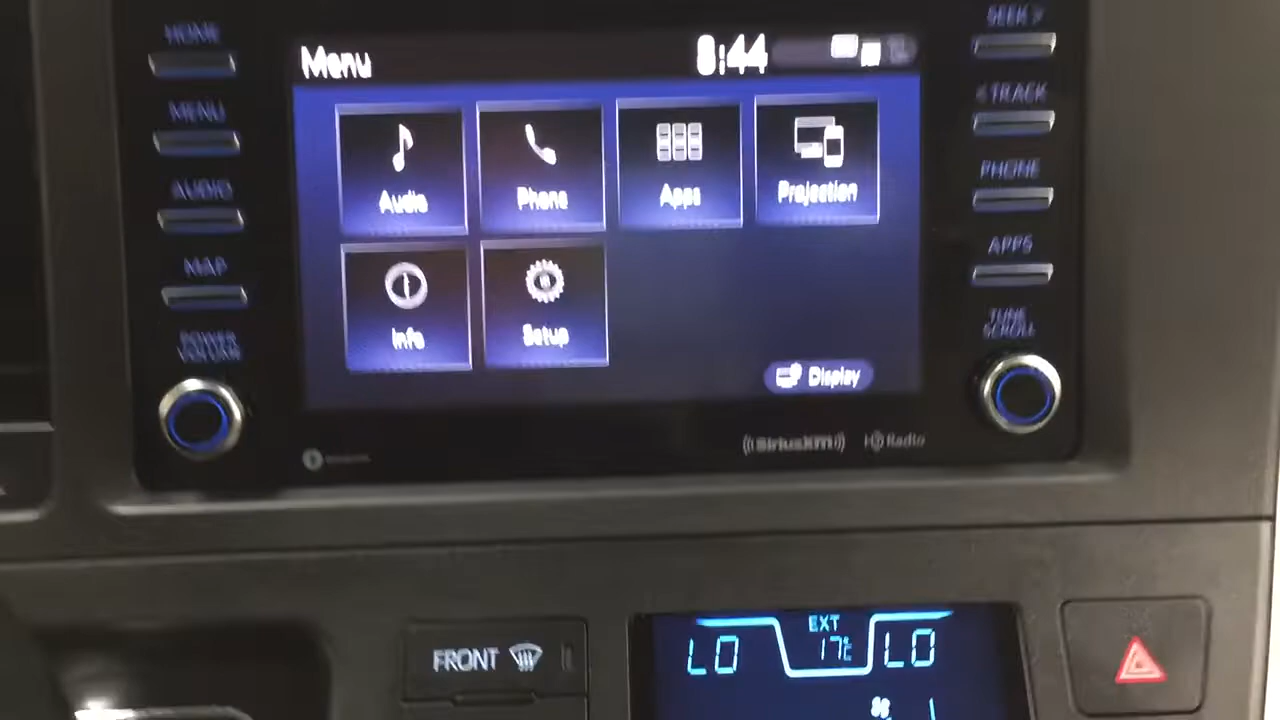 HOME
MENU
AUDIO
MAP
POWER
VOLUME
Menu
8:44
Audio
Phone
Apps
Projection
Info
Setup
Display
((SiriusXM))
HD Radio
SEEK >
< TRACK
PHONE
APPS
TUNE
SCROLL
FRONT
LO
EXT
17°C
LO